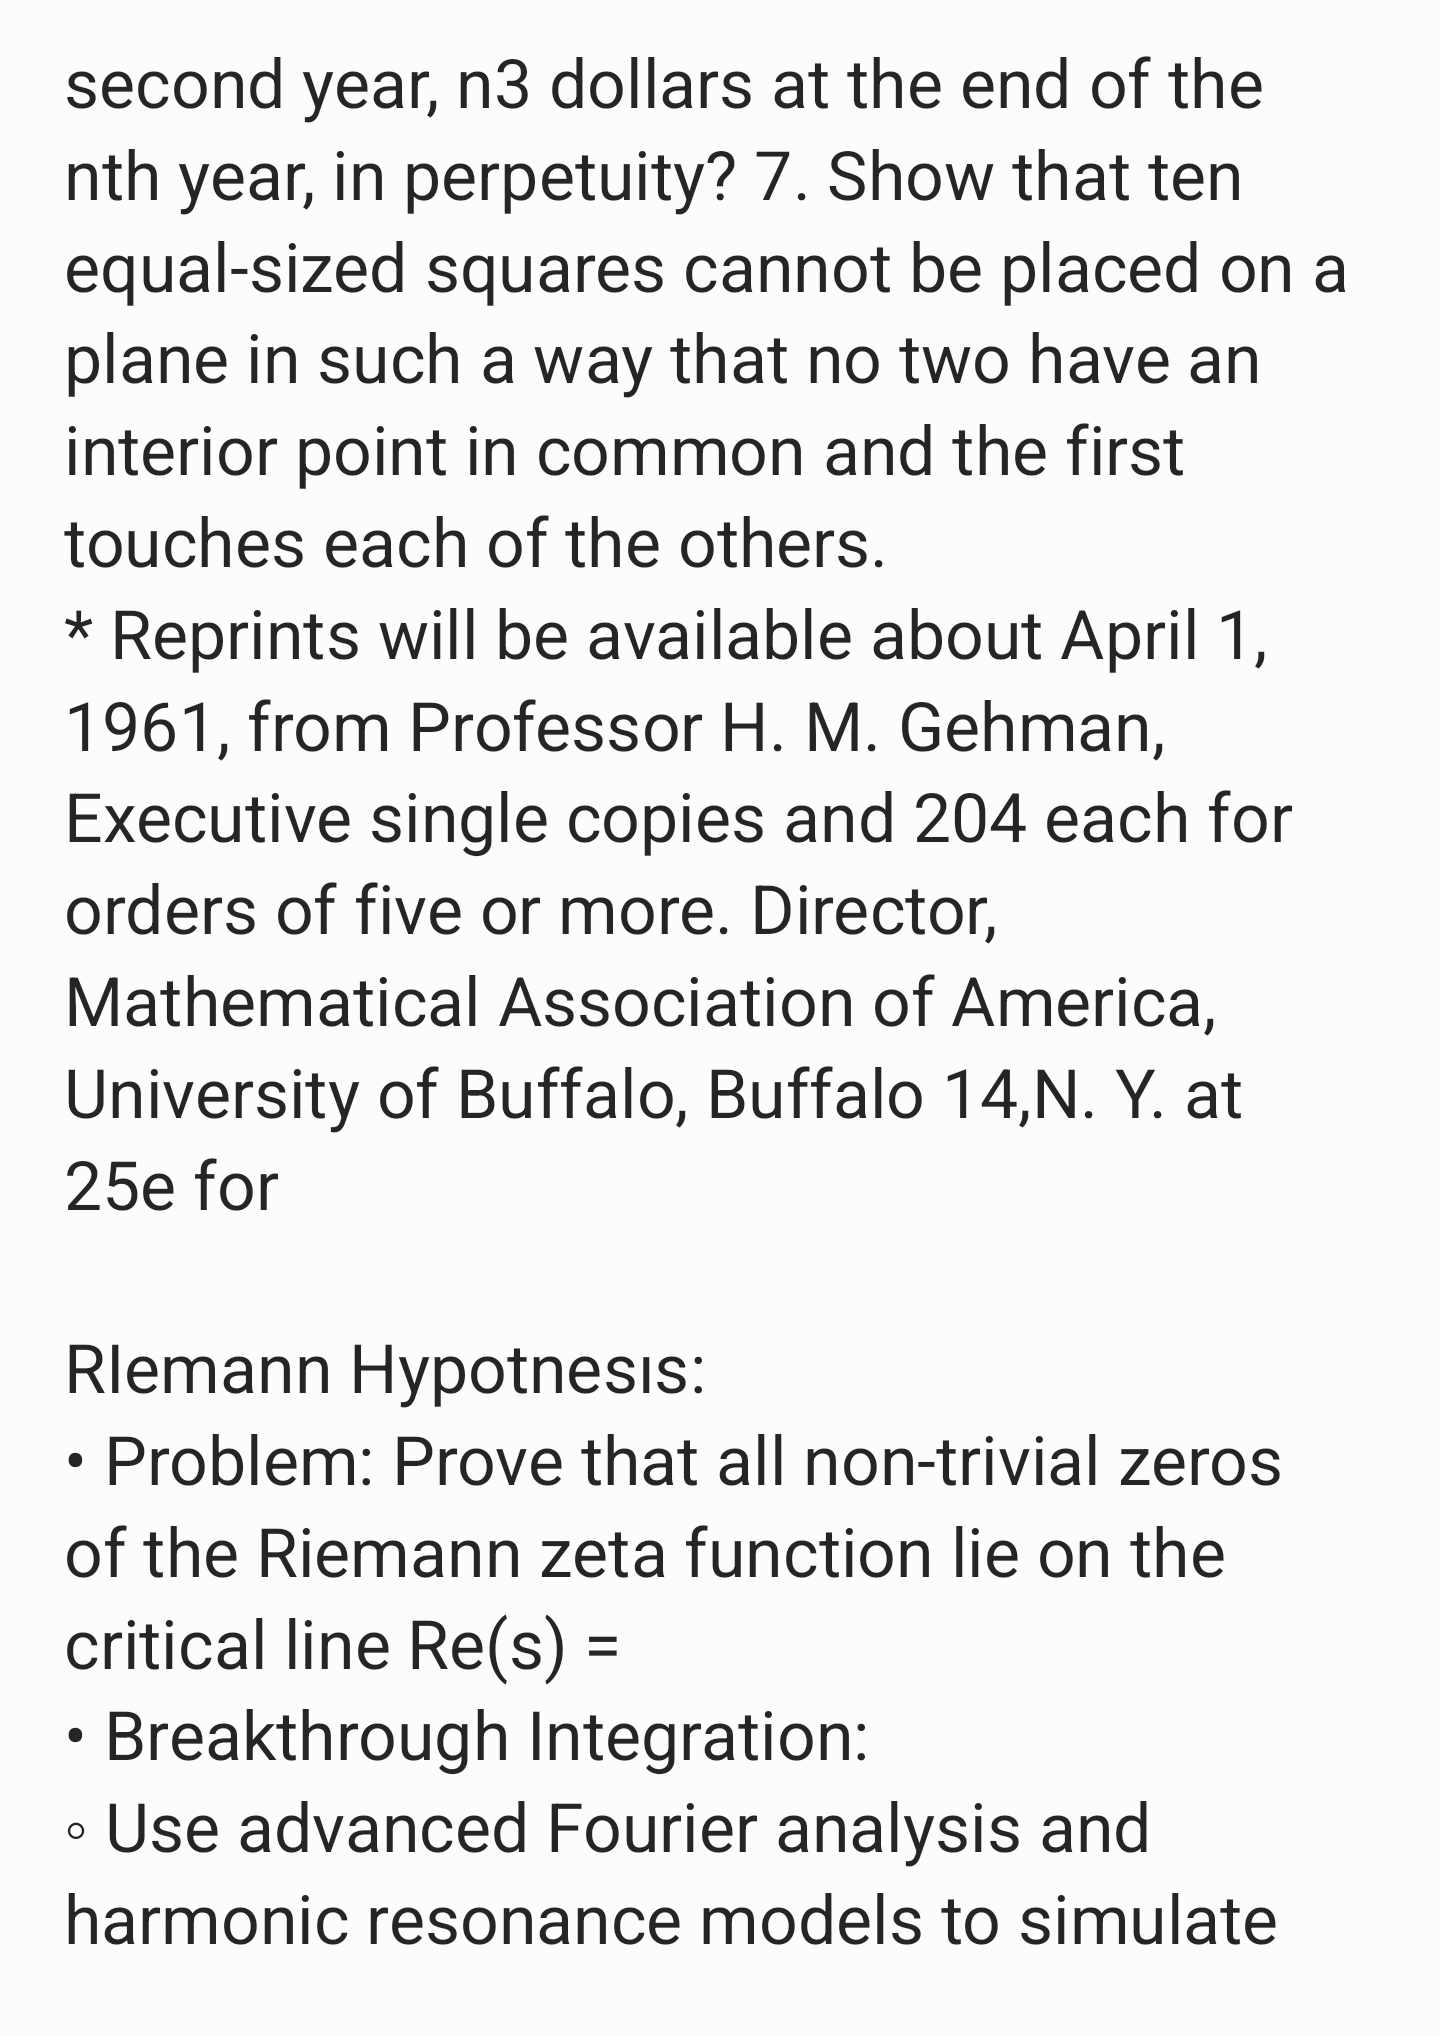 second year, n3 dollars at the end of the
nth year, in perpetuity? 7. Show that ten
equal-sized squares cannot be placed on a
plane in such a way that no two have an
interior point in common and the first
touches each of the others.
* Reprints will be available about April 1,
1961, from Professor H. M. Gehman,
Executive single copies and 204 each for
orders of five or more. Director,
Mathematical Association of America,
University of Buffalo, Buffalo 14,N. Y. at
25e for
RIemann Hypotnesıs:
• Problem: Prove that all non-trivial zeros
of the Riemann zeta function lie on the
critical line Re(s) =
• Breakthrough Integration:
◦ Use advanced Fourier analysis and
harmonic resonance models to simulate